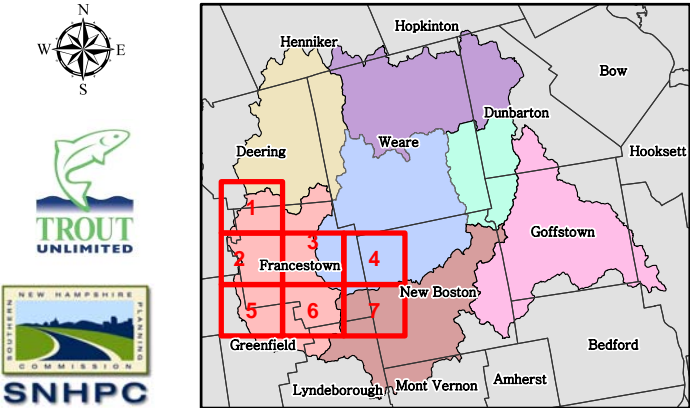 N
W E
S
TROUT
UNLIMITED
NEW HAMPSHIRE
SOUTHERN
PLANNING
COMMISSION
SNHPC
Hopkinton
Henniker
Bow
Dunbarton
Weare
Deering
Hooksett
1
Goffstown
3
2
4
Francestown
New Boston
5
6
7
Greenfield
Bedford
Amherst
Mont Vernon
Lyndeborough